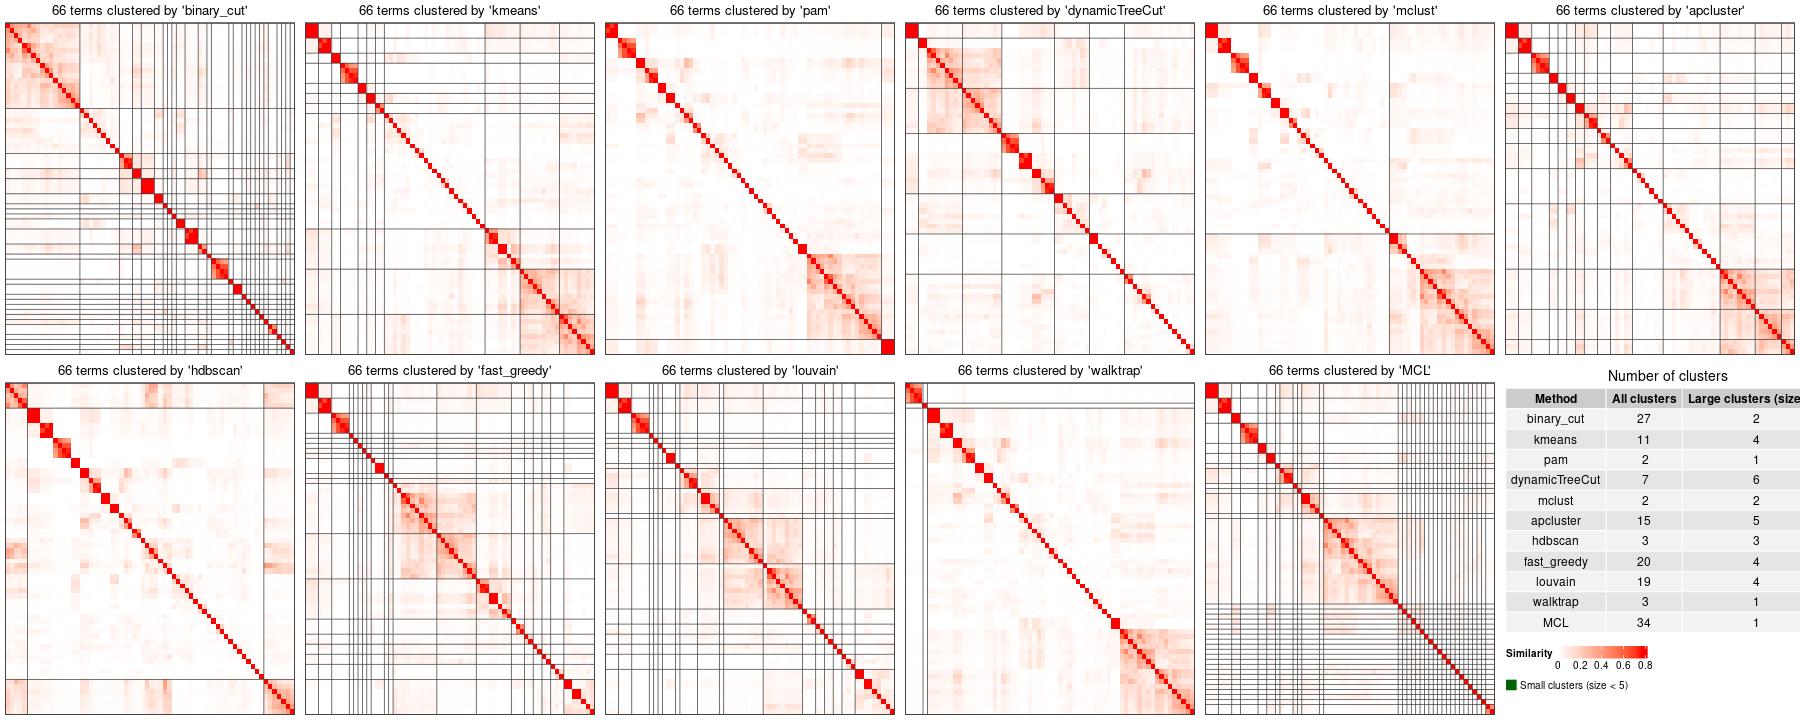 66 terms clustered by 'binary_cut'
66 terms clustered by 'kmeans'
66 terms clustered by 'pam'
66 terms clustered by 'dynamicTreeCut'
66 terms clustered by 'mclust'
66 terms clustered by 'apcluster'
66 terms clustered by 'hdbscan'
66 terms clustered by 'fast_greedy'
66 terms clustered by 'louvain'
66 terms clustered by 'walktrap'
66 terms clustered by 'MCL'
Number of clusters
Method All clusters Large clusters (size
binary_cut 27 2
kmeans 11 4
pam 2 1
dynamicTreeCut 7 6
mclust 2 2
apcluster 15 5
hdbscan 3 3
fast_greedy 20 4
louvain 19 4
walktrap 3 1
MCL 34 1
Similarity
0 0.2 0.4 0.6 0.8
Small clusters (size < 5)